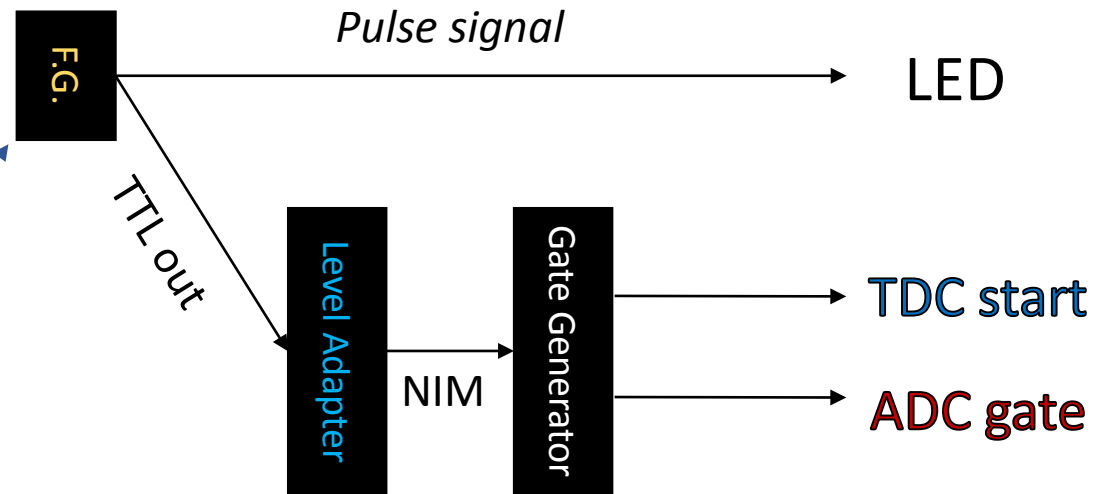 Pulse signal
F.G.
LED
TTL out
Level Adapter
NIM
Gate Generator
TDC start
ADC gate